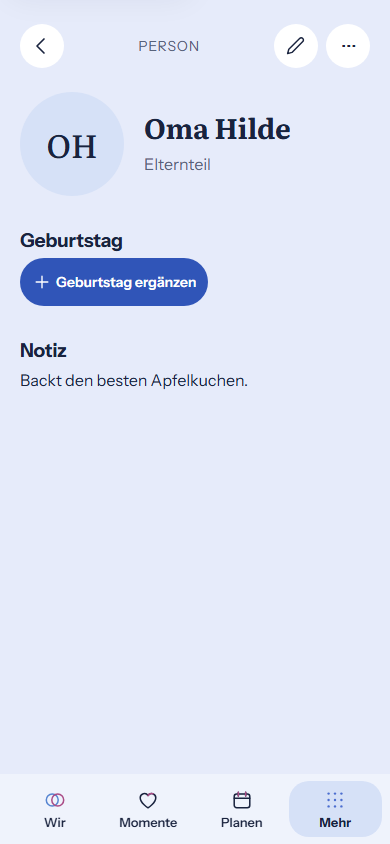 PERSON
OH
Oma Hilde
Elternteil
Geburtstag
Geburtstag ergänzen
Notiz
Backt den besten Apfelkuchen.
Wir
Momente
Planen
Mehr